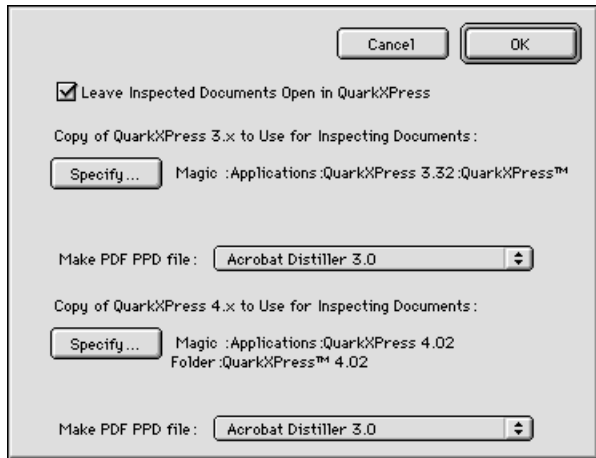 Cancel OK
Leave Inspected Documents Open in QuarkXPress
Copy of QuarkXPress 3.x to Use for Inspecting Documents:
Specify... Magic :Applications:QuarkXPress 3.32:QuarkXPress™
Make PDF PPD file: Acrobat Distiller 3.0
Copy of QuarkXPress 4.x to Use for Inspecting Documents:
Specify... Magic :Applications:QuarkXPress 4.02
Folder:QuarkXPress™ 4.02
Make PDF PPD file: Acrobat Distiller 3.0